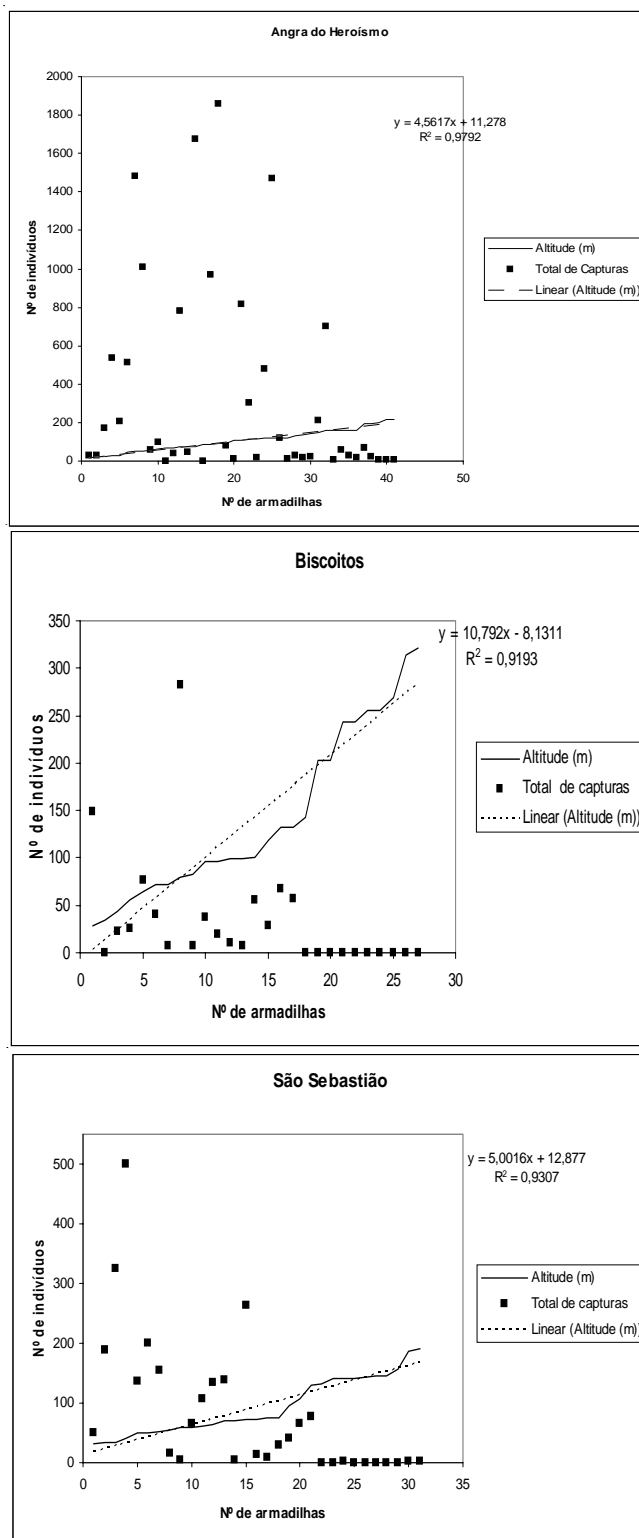 Angra do Heroísmo
2000
1800
1600
1400
1200
1000
800
600
400
200
0
0 10 20 30 40 50
Nº de indivíduos
Nº de armadilhas
y = 4,5617x + 11,278
R² = 0,9792
Altitude (m)
Total de Capturas
Linear (Altitude (m))
Biscoitos
350
300
250
200
150
100
50
0
0 5 10 15 20 25 30
Nº de indivíduos
Nº de armadilhas
y = 10,792x - 8,1311
R² = 0,9193
Altitude (m)
Total de capturas
Linear (Altitude (m))
São Sebastião
500
400
300
200
100
0
0 5 10 15 20 25 30 35
Nº de indivíduos
Nº de armadilhas
y = 5,0016x + 12,877
R² = 0,9307
Altitude (m)
Total de capturas
Linear (Altitude (m))